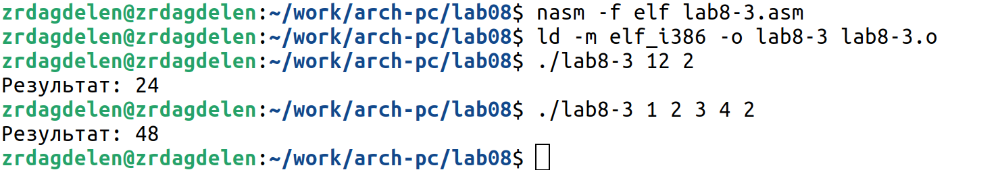 zrdagdelen@zrdagdelen:~/work/arch-pc/lab08$ nasm -f elf lab8-3.asm
zrdagdelen@zrdagdelen:~/work/arch-pc/lab08$ ld -m elf_i386 -o lab8-3 lab8-3.o
zrdagdelen@zrdagdelen:~/work/arch-pc/lab08$ ./lab8-3 12 2
Результат: 24
zrdagdelen@zrdagdelen:~/work/arch-pc/lab08$ ./lab8-3 1 2 3 4 2
Результат: 48
zrdagdelen@zrdagdelen:~/work/arch-pc/lab08$